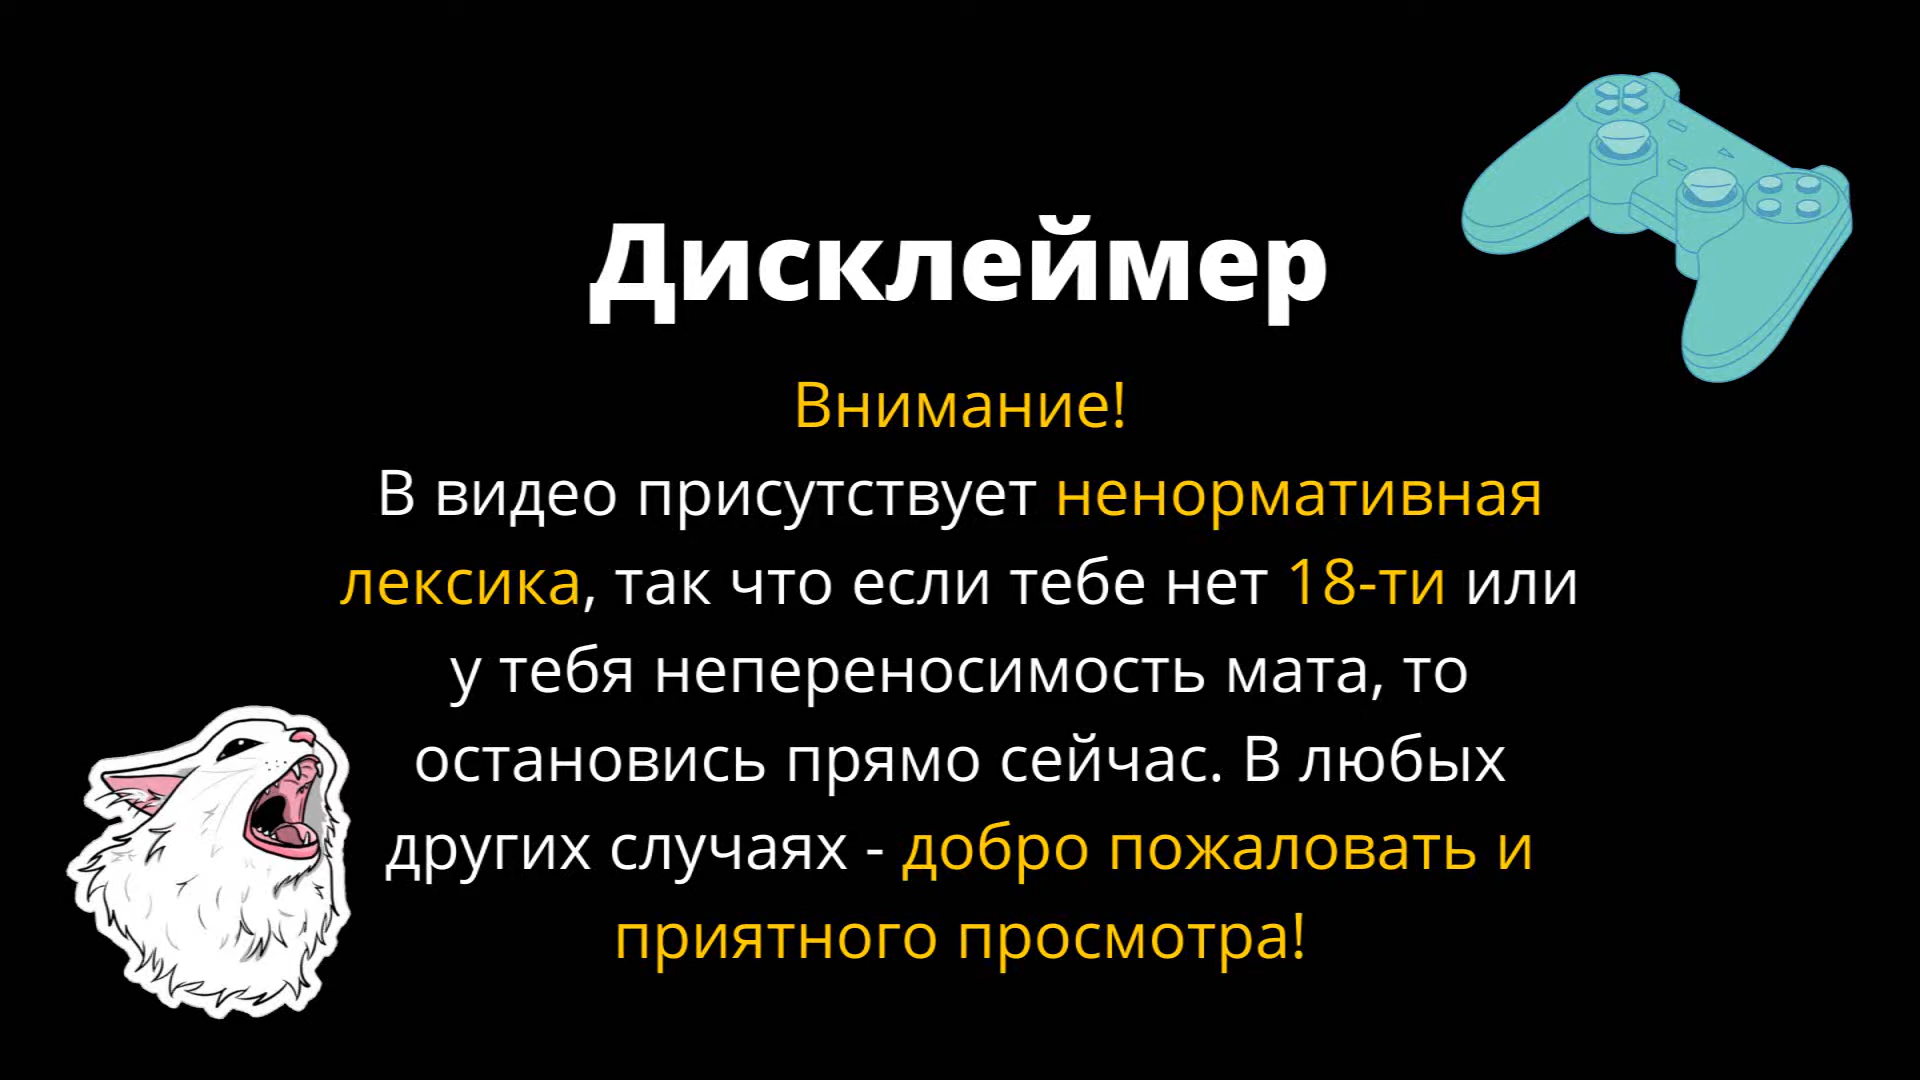 Дисклеймер
Внимание!
В видео присутствует ненормативная
лексика, так что если тебе нет 18-ти или
у тебя непереносимость мата, то
остановись прямо сейчас. В любых
других случаях - добро пожаловать и
приятного просмотра!